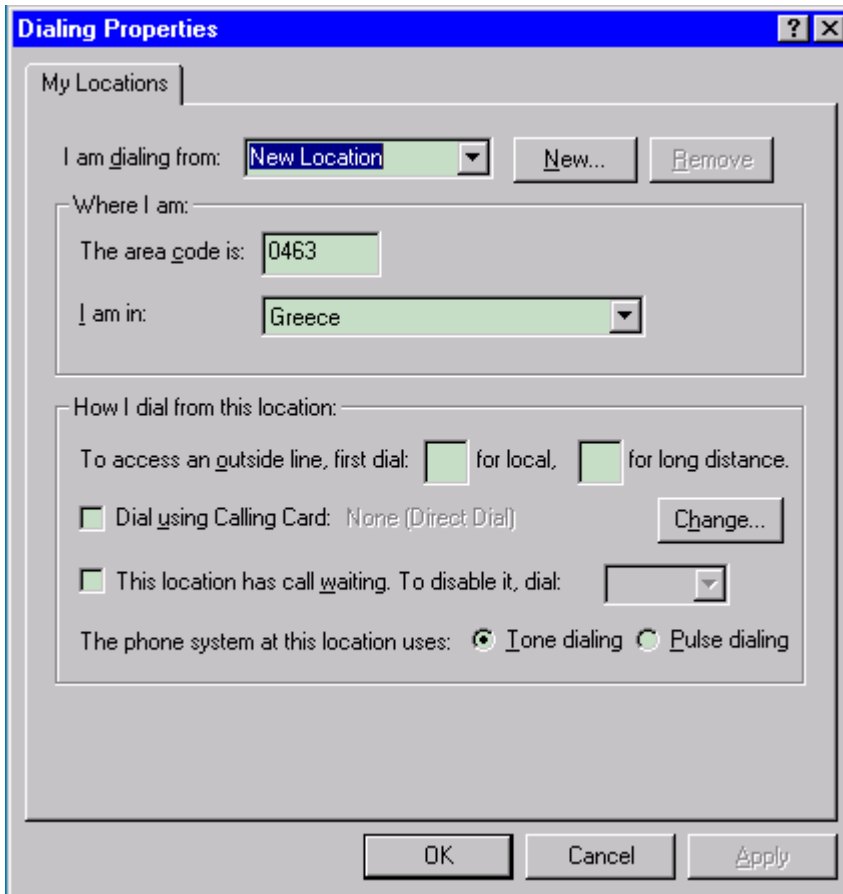 Dialing Properties
My Locations
I am dialing from: New Location New... Remove
Where I am:
The area code is: 0463
I am in: Greece
How I dial from this location:
To access an outside line, first dial: for local, for long distance.
Dial using Calling Card: None (Direct Dial) Change...
This location has call waiting. To disable it, dial:
The phone system at this location uses: Tone dialing Pulse dialing
OK Cancel Apply